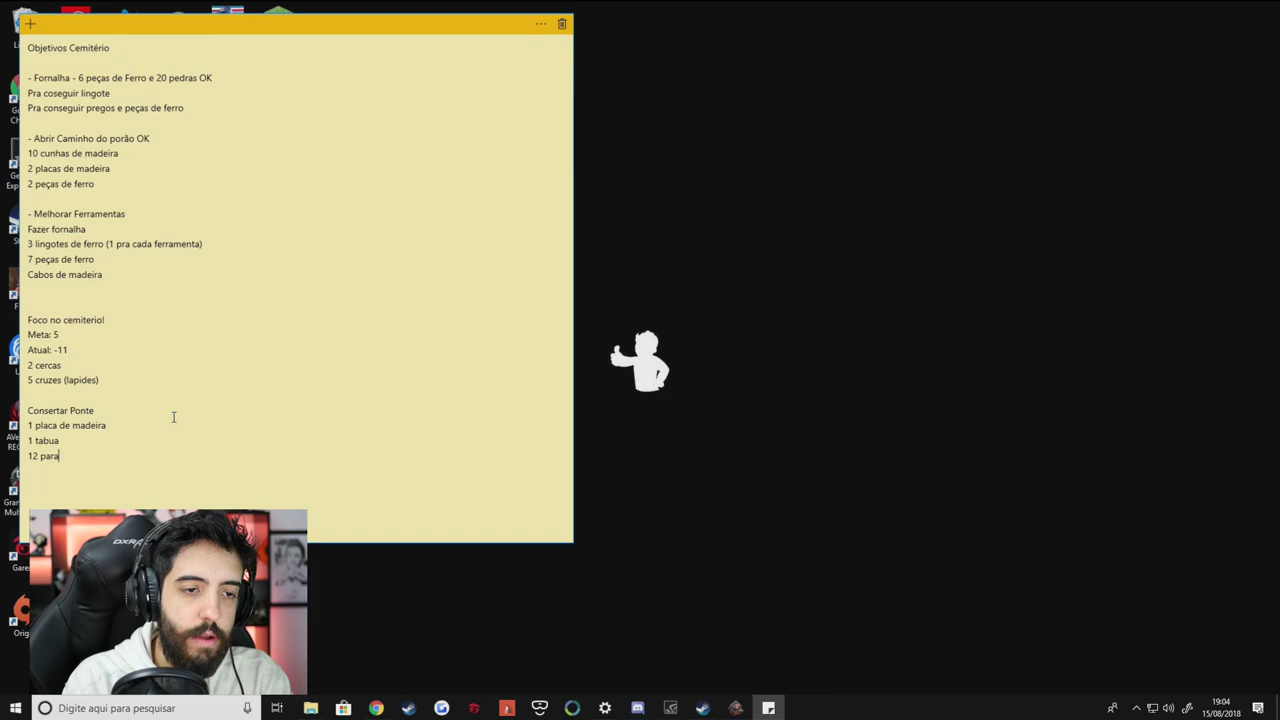 Objetivos Cemitério
- Fornalha - 6 peças de Ferro e 20 pedras OK
Pra coseguir lingote
Pra conseguir pregos e peças de ferro
- Abrir Caminho do porão OK
10 cunhas de madeira
2 placas de madeira
2 peças de ferro
- Melhorar Ferramentas
Fazer fornalha
3 lingotes de ferro (1 pra cada ferramenta)
7 peças de ferro
Cabos de madeira
Foco no cemiterio!
Meta: 5
Atual: -11
2 cercas
5 cruzes (lapides)
Consertar Ponte
1 placa de madeira
1 tabua
12 para
Digite aqui para pesquisar
19:04
15/08/2018